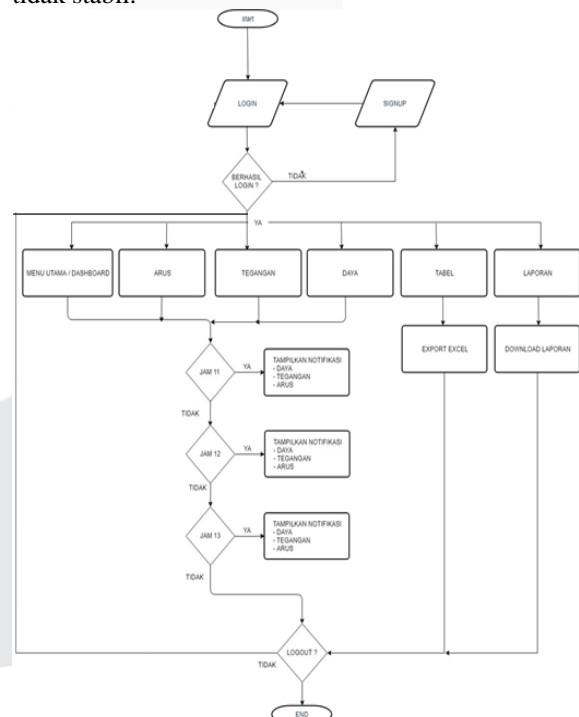 tidak stabil.
start
LOGIN
SIGNUP
BERHASIL
LOGIN ?
TIDAK
YA
MENU UTAMA / DASHBOARD
ARUS
TEGANGAN
DAYA
TABEL
LAPORAN
EXPORT EXCEL
DOWNLOAD LAPORAN
JAM 11
YA
TAMPILKAN NOTIFIKASI
- DAYA
- TEGANGAN
- ARUS
TIDAK
JAM 12
YA
TAMPILKAN NOTIFIKASI
- DAYA
- TEGANGAN
- ARUS
TIDAK
JAM 13
YA
TAMPILKAN NOTIFIKASI
- DAYA
- TEGANGAN
- ARUS
TIDAK
LOGOUT ?
TIDAK
END